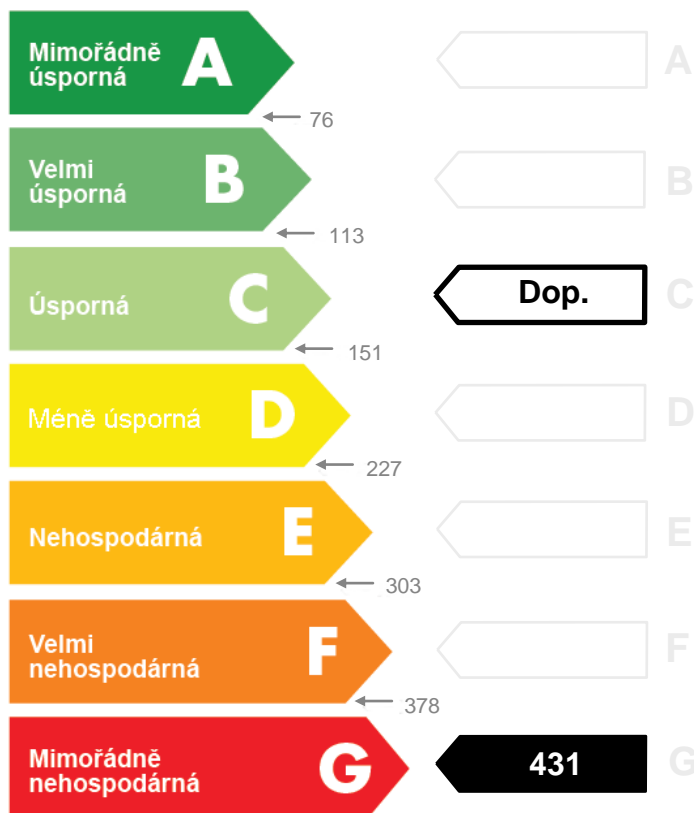 Mimořádně
úsporná
A
A
76
Velmi
úsporná
B
B
113
Úsporná
C
Dop.
C
151
Méně úsporná
D
D
227
Nehospodárná
E
E
303
Velmi
nehospodárná
F
F
378
Mimořádně
nehospodárná
G
431
G